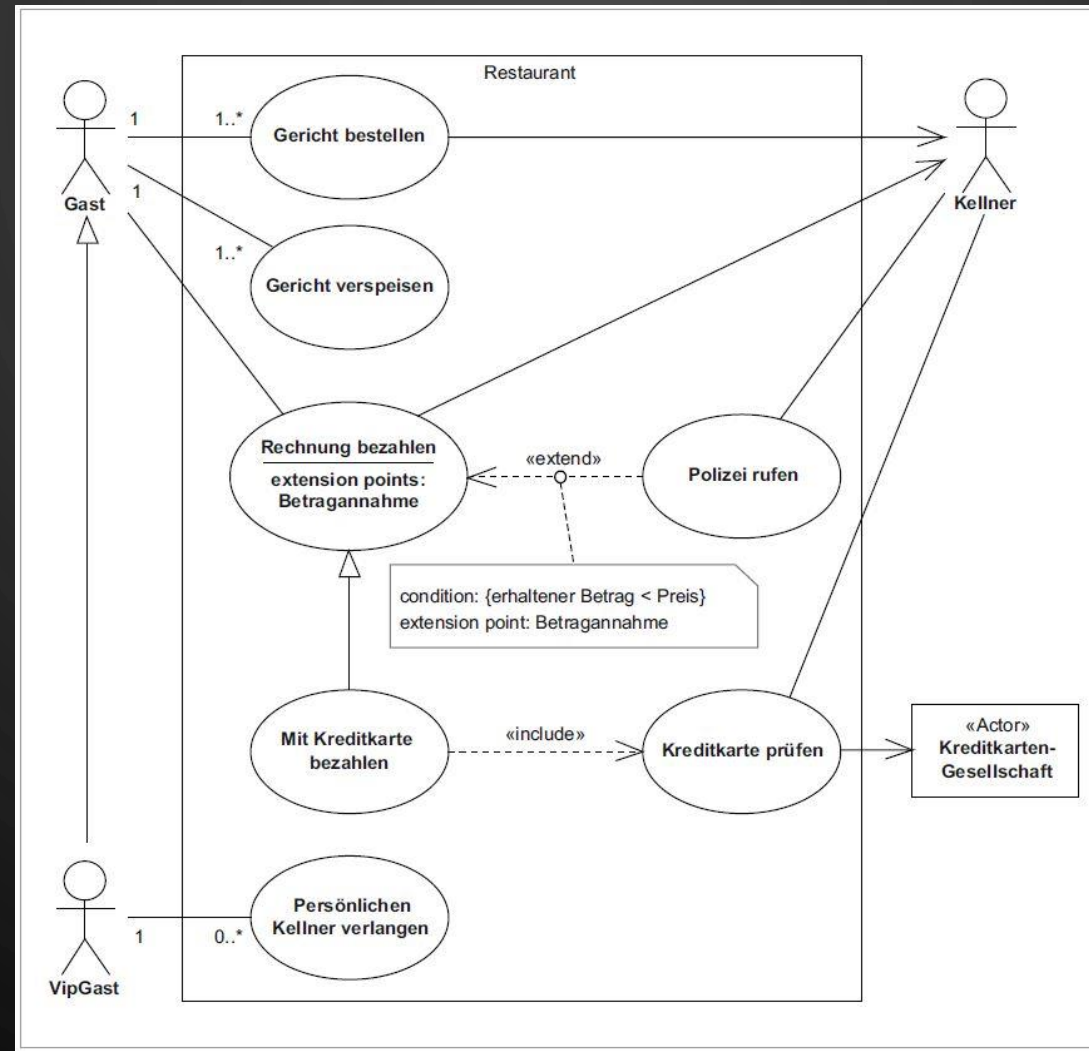 Restaurant
1
1..*
Gericht bestellen
Gast
Kellner
1
1..*
Gericht verspeisen
Rechnung bezahlen
extension points:
Betragannahme
«extend»
Polizei rufen
condition: {erhaltener Betrag < Preis}
extension point: Betragannahme
Mit Kreditkarte
bezahlen
«include»
Kreditkarte prüfen
«Actor»
Kreditkarten-
Gesellschaft
Persönlichen
Kellner verlangen
1
0..*
VipGast